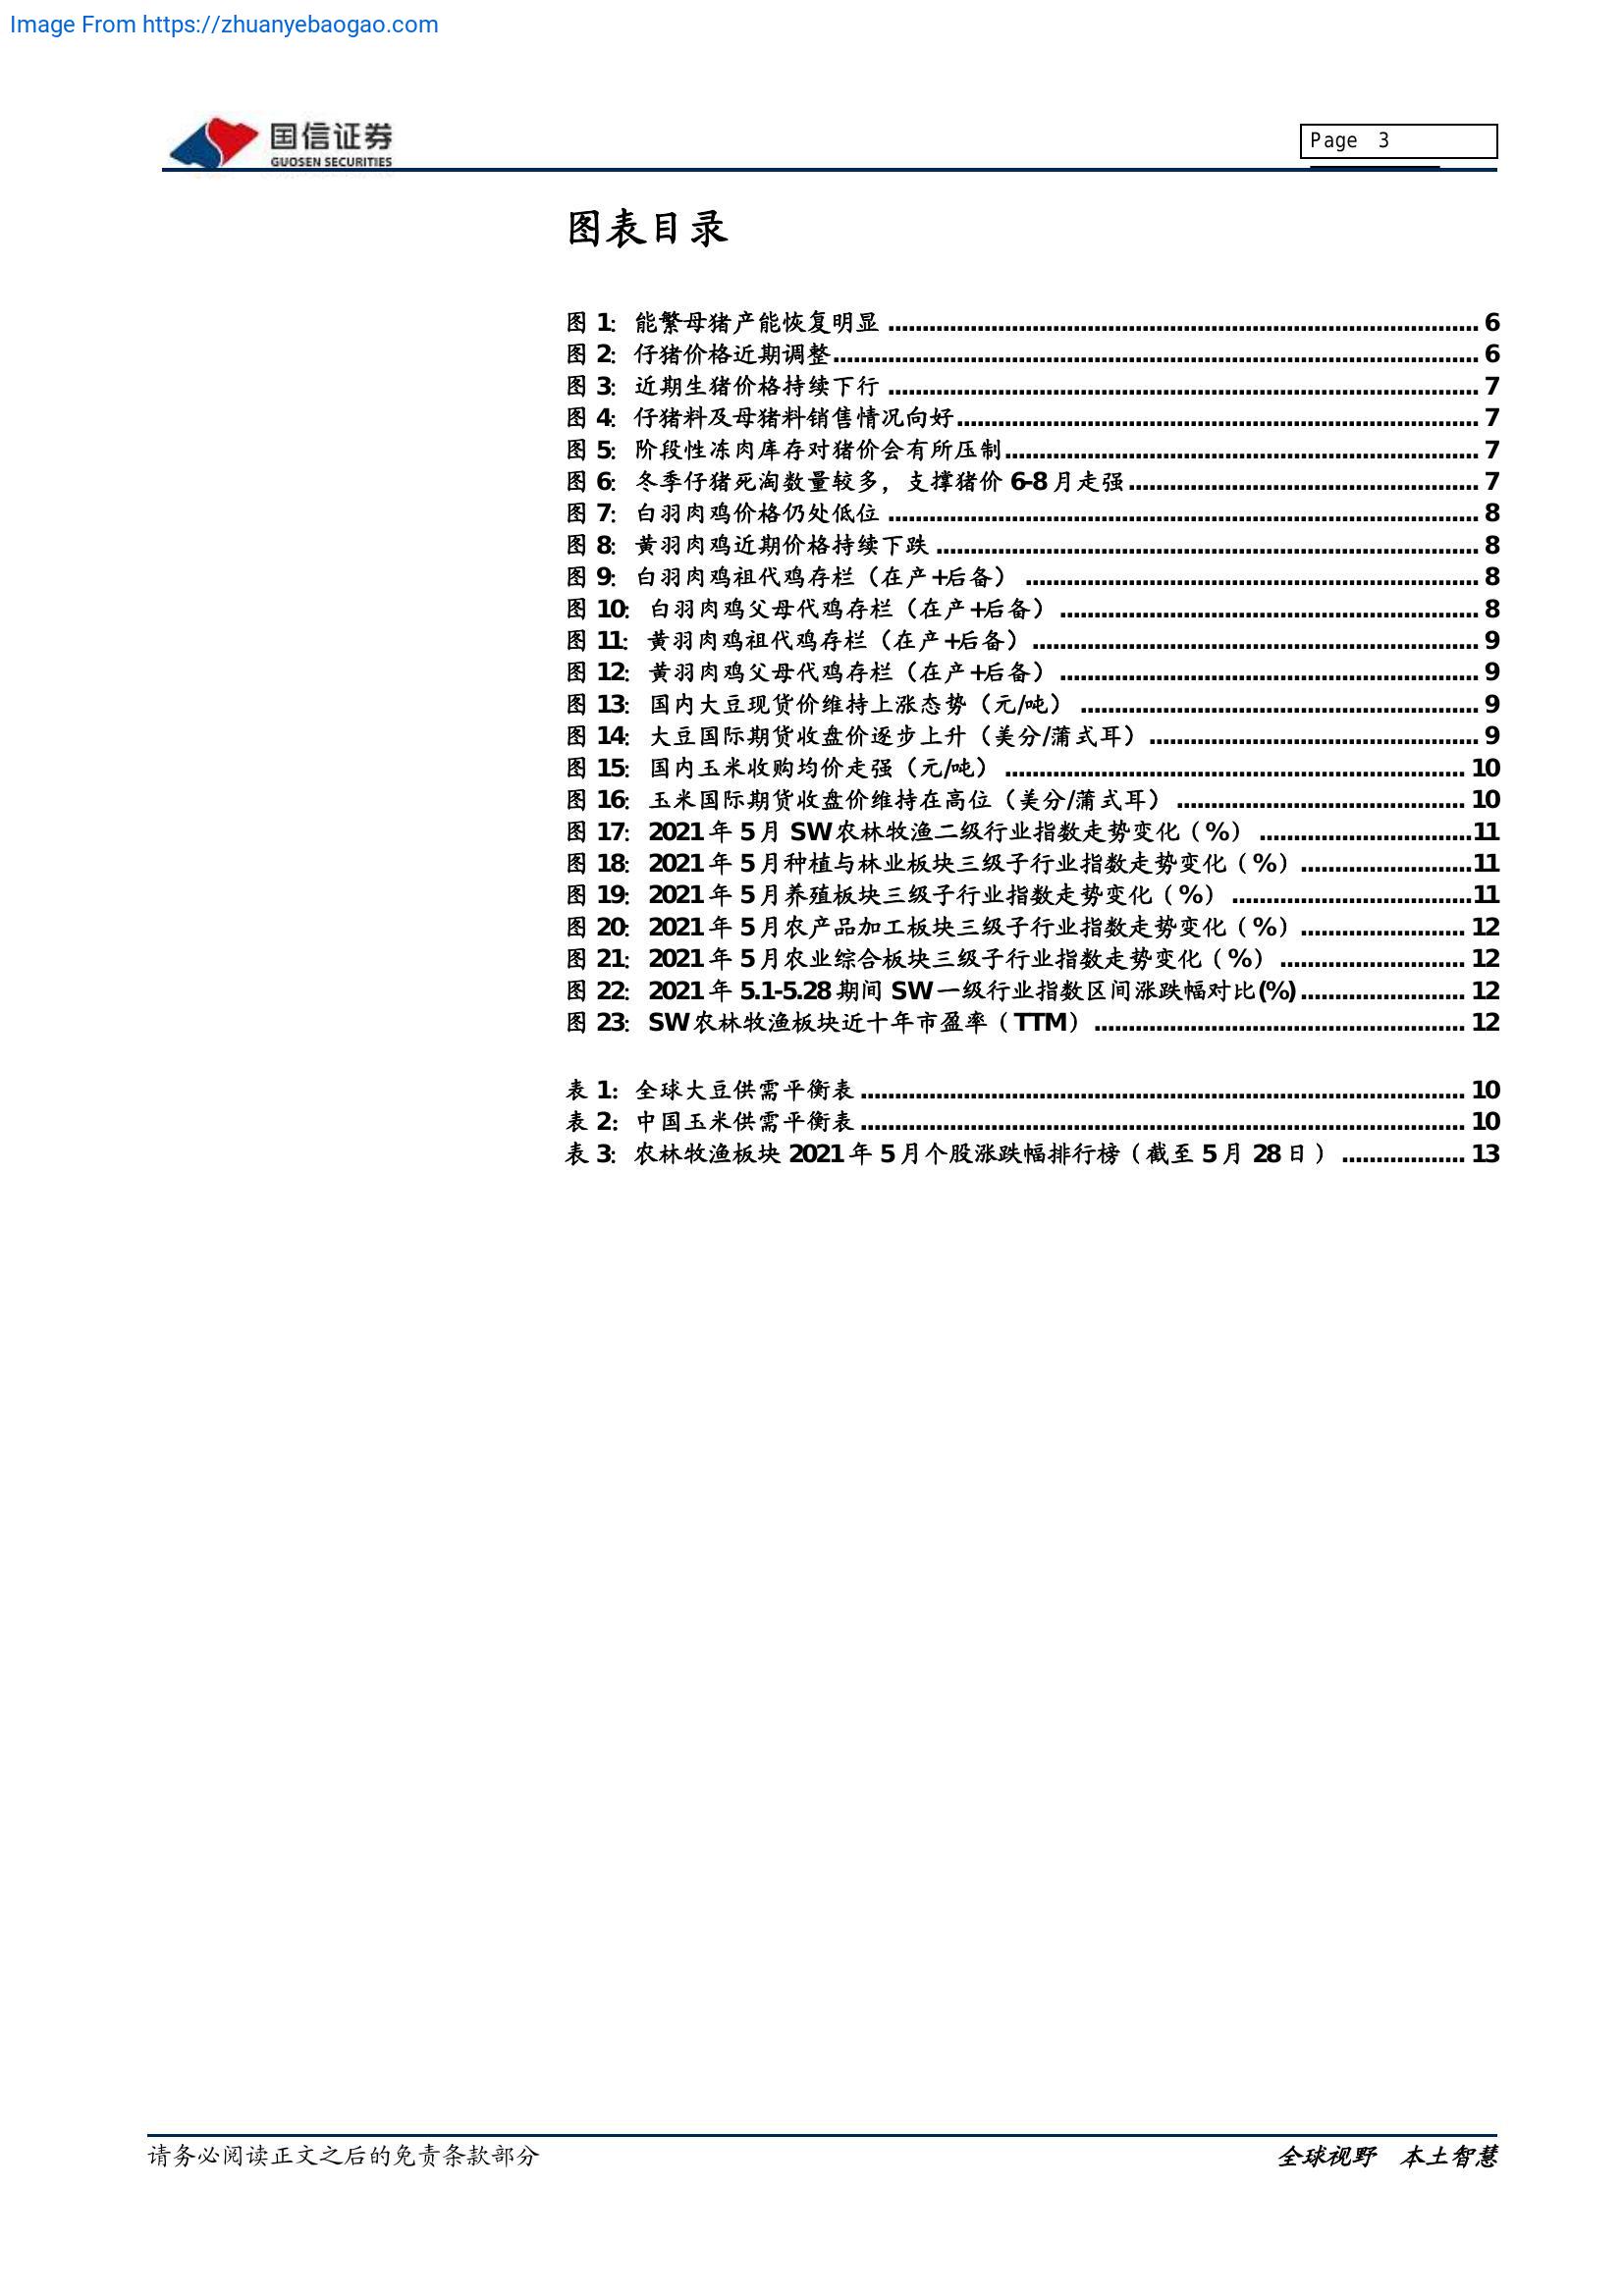 Image From https://zhuanyebaogao.com
国信证券
GUOSEN SECURITIES
Page 3
图表目录
图 1: 能繁母猪产能恢复明显 ........................................ 6
图 2: 仔猪价格近期调整 ........................................ 6
图 3: 近期生猪价格持续下行 ........................................ 7
图 4: 仔猪料及母猪料销售情况向好 ........................................ 7
图 5: 阶段性冻肉库存对猪价会有所压制 ........................................ 7
图 6: 冬季仔猪死淘数量较多，支撑猪价 6-8 月走强 ........................................ 7
图 7: 白羽肉鸡价格仍处低位 ........................................ 8
图 8: 黄羽肉鸡近期价格持续下跌 ........................................ 8
图 9: 白羽肉鸡祖代鸡存栏（在产+后备） ........................................ 8
图 10: 白羽肉鸡父母代鸡存栏（在产+后备） ........................................ 8
图 11: 黄羽肉鸡祖代鸡存栏（在产+后备） ........................................ 9
图 12: 黄羽肉鸡父母代鸡存栏（在产+后备） ........................................ 9
图 13: 国内大豆现货价维持上涨态势（元/吨） ........................................ 9
图 14: 大豆国际期货收盘价逐步上升（美分/蒲式耳） ........................................ 9
图 15: 国内玉米收购均价走强（元/吨） ........................................ 10
图 16: 玉米国际期货收盘价维持在高位（美分/蒲式耳） ........................................ 10
图 17: 2021 年 5 月 SW 农林牧渔二级行业指数走势变化（%） ........................................ 11
图 18: 2021 年 5 月种植与林业板块三级子行业指数走势变化（%） ........................................ 11
图 19: 2021 年 5 月养殖板块三级子行业指数走势变化（%） ........................................ 11
图 20: 2021 年 5 月农产品加工板块三级子行业指数走势变化（%） ........................................ 12
图 21: 2021 年 5 月农业综合板块三级子行业指数走势变化（%） ........................................ 12
图 22: 2021 年 5.1-5.28 期间 SW 一级行业指数区间涨跌幅对比(%) ........................................ 12
图 23: SW 农林牧渔板块近十年市盈率（TTM） ........................................ 12
表 1: 全球大豆供需平衡表 ........................................ 10
表 2: 中国玉米供需平衡表 ........................................ 10
表 3: 农林牧渔板块 2021 年 5 月个股涨跌幅排行榜（截至 5 月 28 日） .................. 13
请务必阅读正文之后的免责条款部分
全球视野 本土智慧